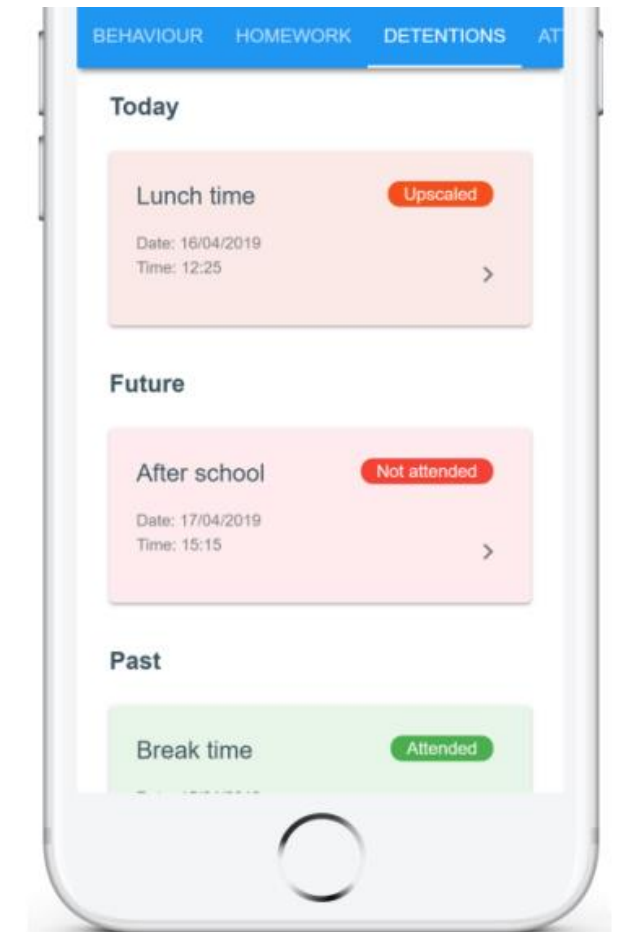 BEHAVIOUR HOMEWORK DETENTIONS AT
Today
Lunch time Upscaled
Date: 16/04/2019
Time: 12:25
Future
After school Not attended
Date: 17/04/2019
Time: 15:15
Past
Break time Attended